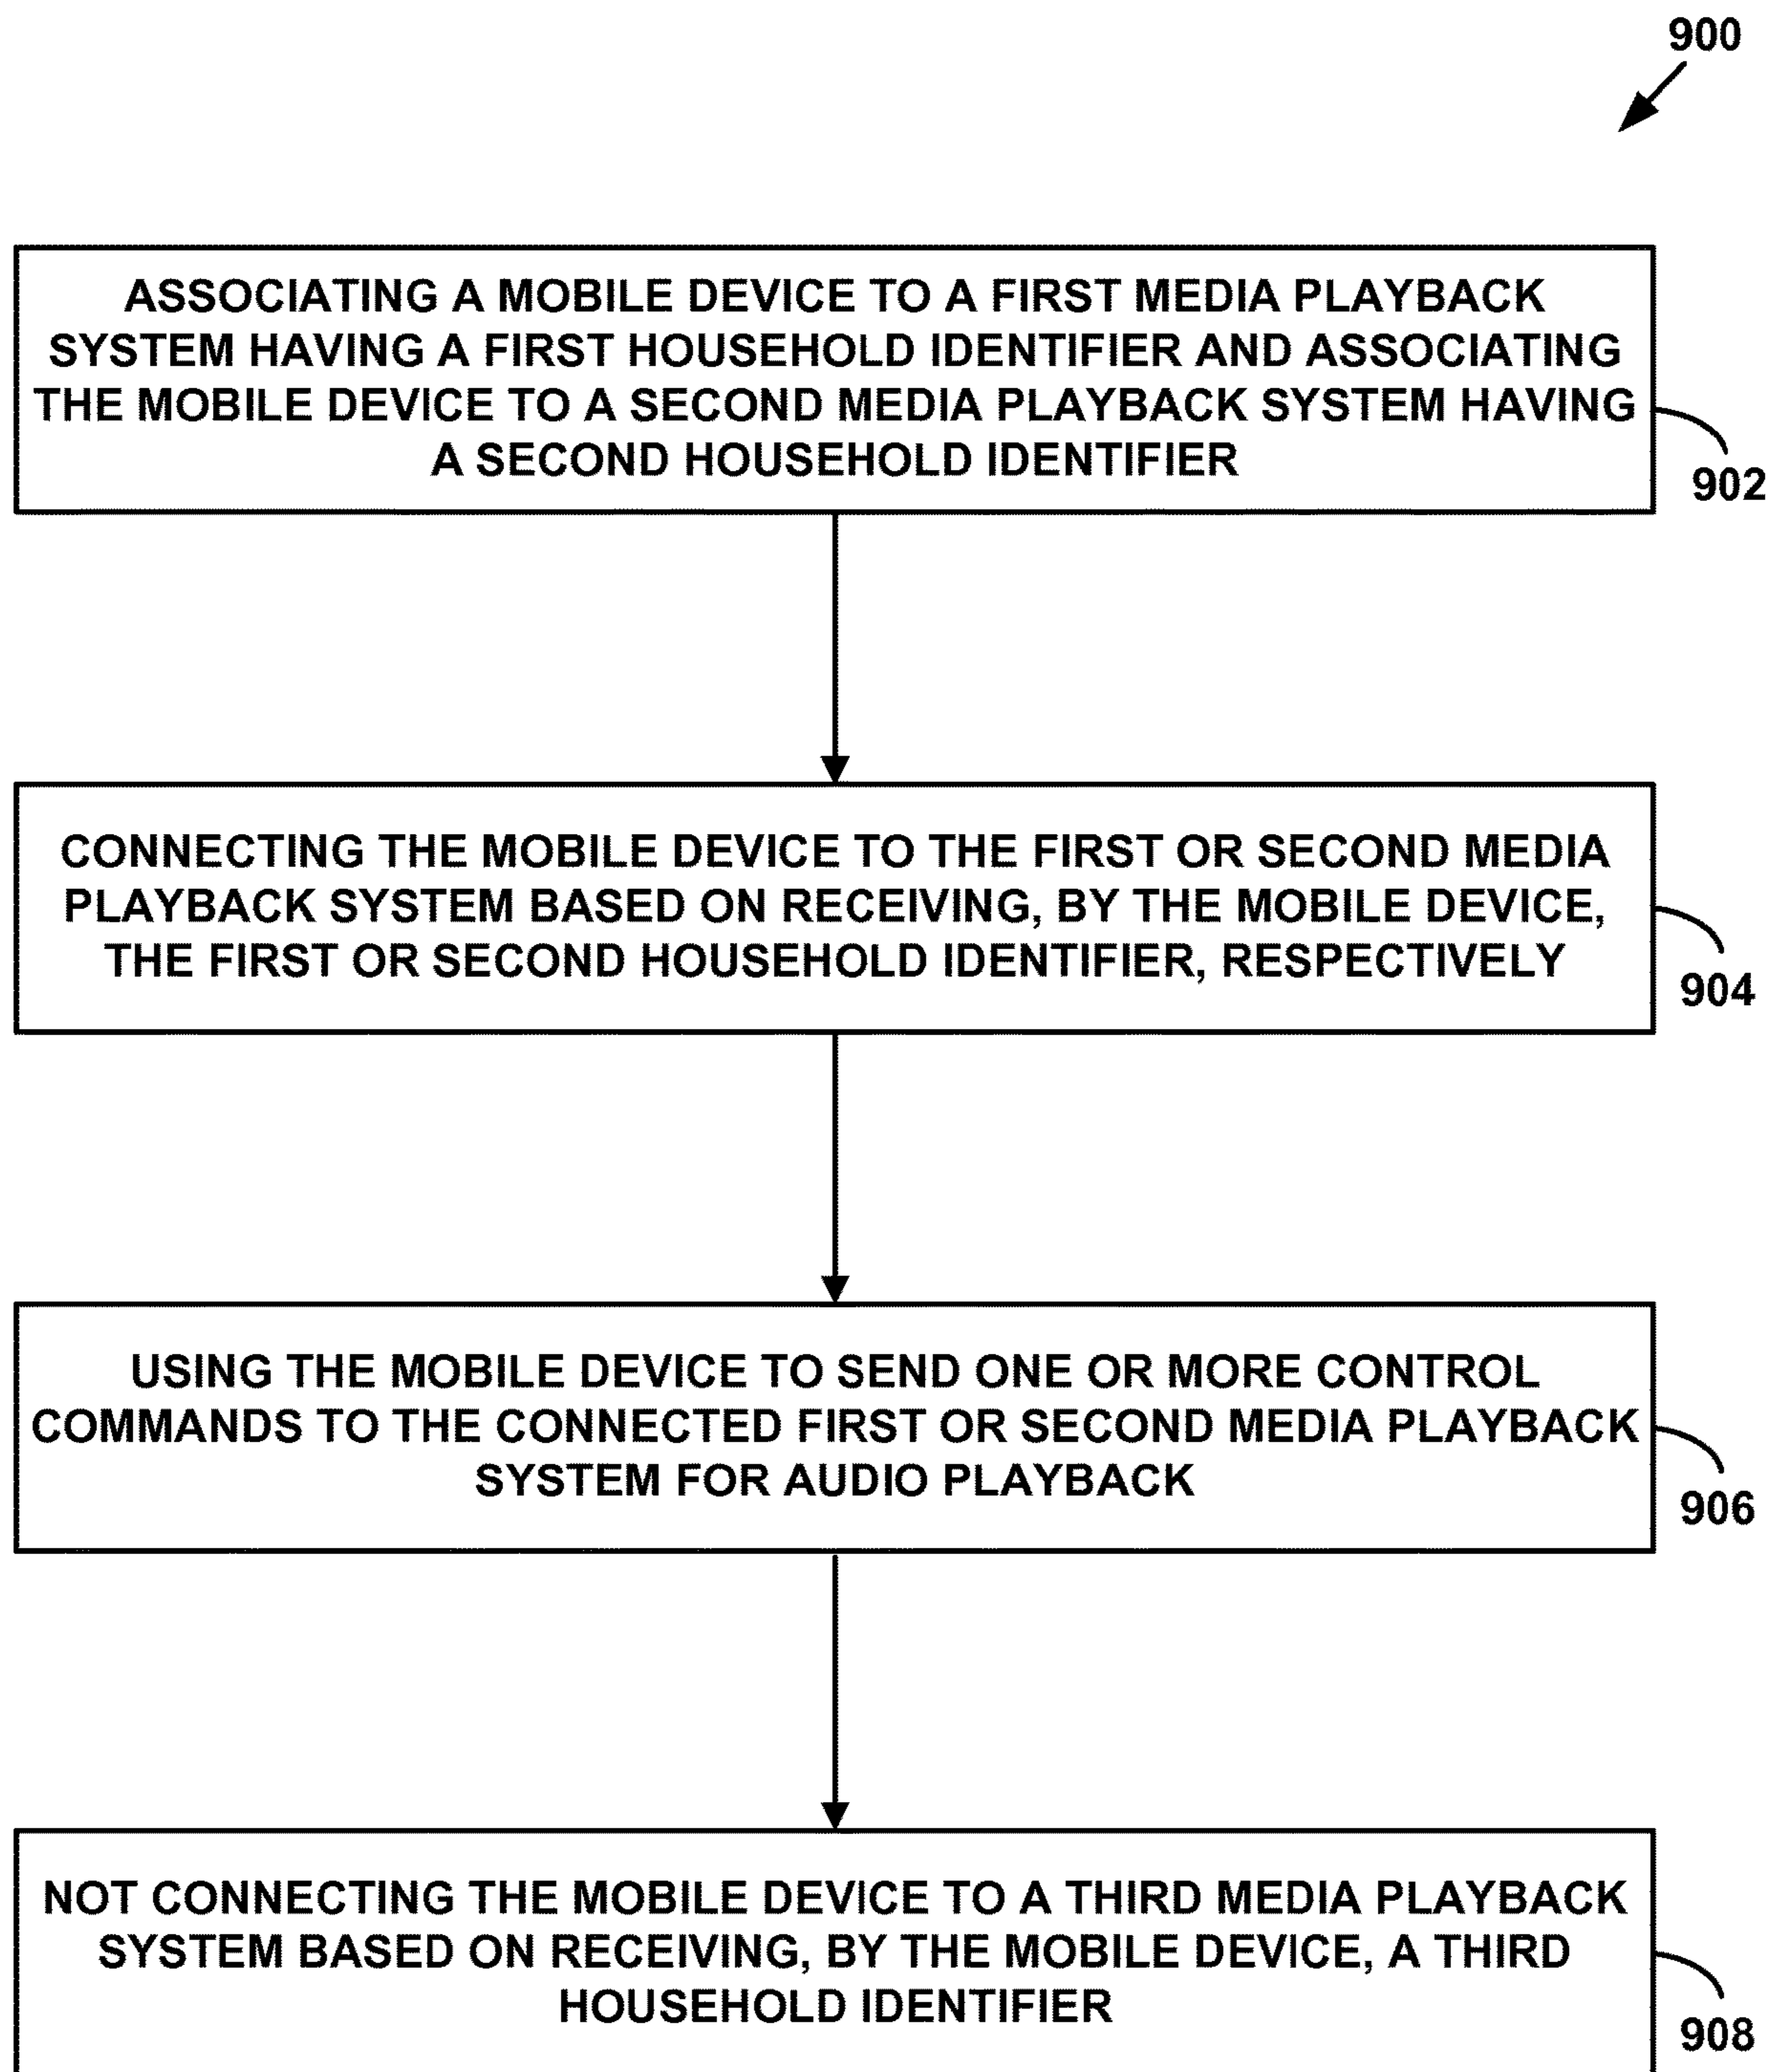 900
ASSOCIATING A MOBILE DEVICE TO A FIRST MEDIA PLAYBACK
SYSTEM HAVING A FIRST HOUSEHOLD IDENTIFIER AND ASSOCIATING
THE MOBILE DEVICE TO A SECOND MEDIA PLAYBACK SYSTEM HAVING
A SECOND HOUSEHOLD IDENTIFIER
902
CONNECTING THE MOBILE DEVICE TO THE FIRST OR SECOND MEDIA
PLAYBACK SYSTEM BASED ON RECEIVING, BY THE MOBILE DEVICE,
THE FIRST OR SECOND HOUSEHOLD IDENTIFIER, RESPECTIVELY
904
USING THE MOBILE DEVICE TO SEND ONE OR MORE CONTROL
COMMANDS TO THE CONNECTED FIRST OR SECOND MEDIA PLAYBACK
SYSTEM FOR AUDIO PLAYBACK
906
NOT CONNECTING THE MOBILE DEVICE TO A THIRD MEDIA PLAYBACK
SYSTEM BASED ON RECEIVING, BY THE MOBILE DEVICE, A THIRD
HOUSEHOLD IDENTIFIER
908